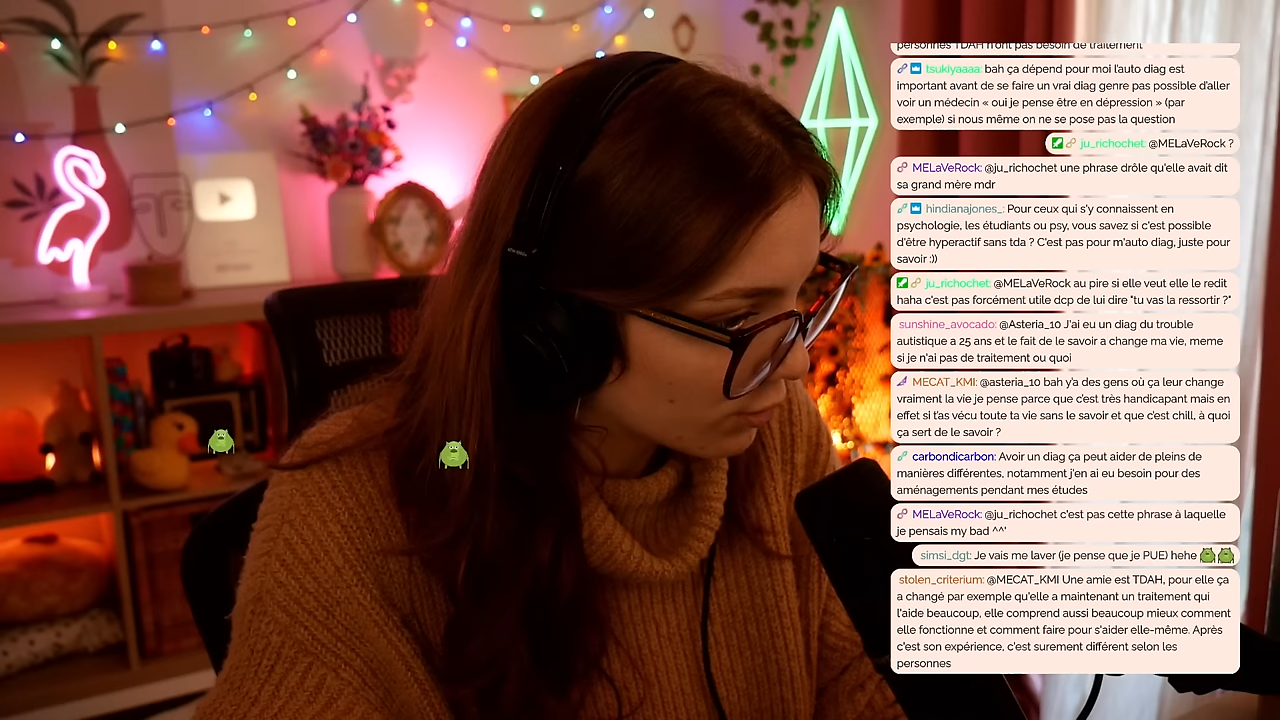 personnes TDAH n'ont pas besoin de traitement
tsukiyaaaa: bah ça dépend pour moi l'auto diag est
important avant de se faire un vrai diag genre pas possible d'aller
voir un médecin « oui je pense être en dépression » (par
exemple) si nous même on ne se pose pas la question
ju_richochet: @MELaVeRock ?
MELaVeRock: @ju_richochet une phrase drôle qu'elle avait dit
sa grand mère mdr
hindianajones_: Pour ceux qui s'y connaissent en
psychologie, les étudiants ou psy, vous savez si c'est possible
d'être hyperactif sans tda ? C'est pas pour m'auto diag, juste pour
savoir :))
ju_richochet: @MELaVeRock au pire si elle veut elle le redit
haha c'est pas forcément utile dcp de lui dire "tu vas la ressortir ?"
sunshine_avocado: @Asteria_10 J'ai eu un diag du trouble
autistique a 25 ans et le fait de le savoir a change ma vie, meme
si je n'ai pas de traitement ou quoi
MECAT_KMI: @asteria_10 bah y'a des gens où ça leur change
vraiment la vie je pense parce que c'est très handicapant mais en
effet si t'as vécu toute ta vie sans le savoir et que c'est chill, à quoi
ça sert de le savoir ?
carbondicarbon: Avoir un diag ça peut aider de pleins de
manières différentes, notamment j'en ai eu besoin pour des
aménagements pendant mes études
MELaVeRock: @ju_richochet c'est pas cette phrase à laquelle
je pensais my bad ^^'
simsi_dgt: Je vais me laver (je pense que je PUE) hehe
stolen_criterium: @MECAT_KMI Une amie est TDAH, pour elle ça
a changé par exemple qu'elle a maintenant un traitement qui
l'aide beaucoup, elle comprend aussi beaucoup mieux comment
elle fonctionne et comment faire pour s'aider elle-même. Après
c'est son expérience, c'est surement différent selon les
personnes